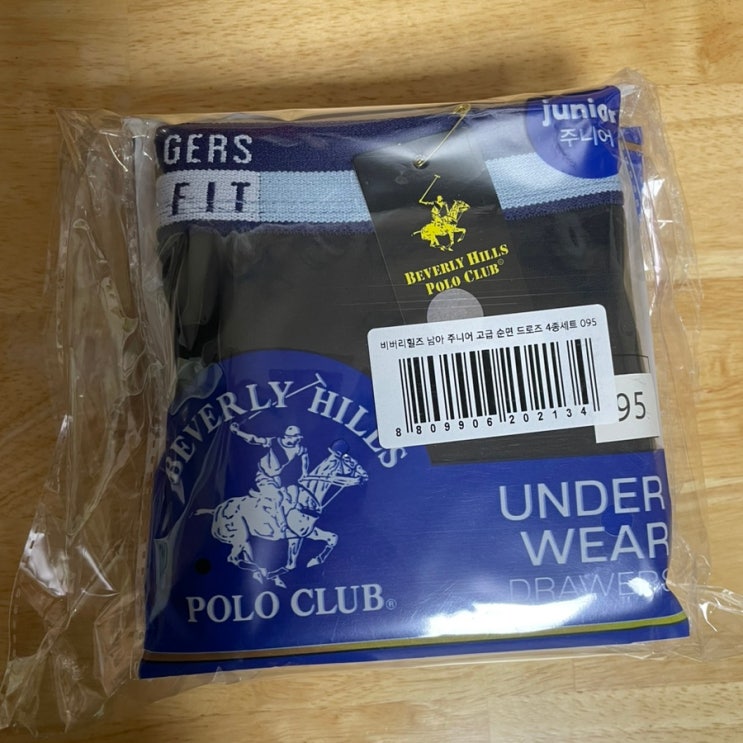 junior
주니어
GERS
FIT
BEVERLY HILLS
POLO CLUB®
비버리힐즈 남아 주니어 고급 순면 드로즈 4종세트 095
8 809906 202134
95
BEVERLY HILLS
POLO CLUB®
UNDER
WEAR
DRAWERS